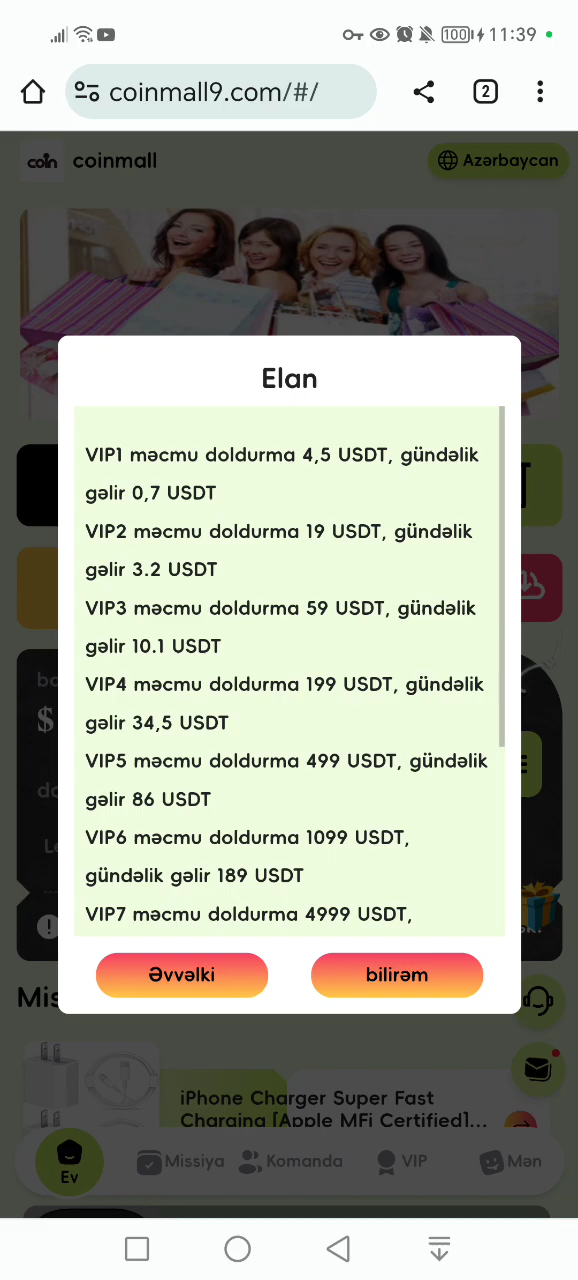 11:39
100
coinmall9.com/#/
2
coin coinmall
Azərbaycan
Elan
VIP1 məcmu doldurma 4,5 USDT, gündəlik
gəlir 0,7 USDT
VIP2 məcmu doldurma 19 USDT, gündəlik
gəlir 3.2 USDT
VIP3 məcmu doldurma 59 USDT, gündəlik
gəlir 10.1 USDT
VIP4 məcmu doldurma 199 USDT, gündəlik
gəlir 34,5 USDT
VIP5 məcmu doldurma 499 USDT, gündəlik
gəlir 86 USDT
VIP6 məcmu doldurma 1099 USDT,
gündəlik gəlir 189 USDT
VIP7 məcmu doldurma 4999 USDT,
Əvvəlki
bilirəm
$
Mis
iPhone Charger Super Fast
Charging [Apple MFi Certified]...
Ev
Missiya
Komanda
VIP
Mən